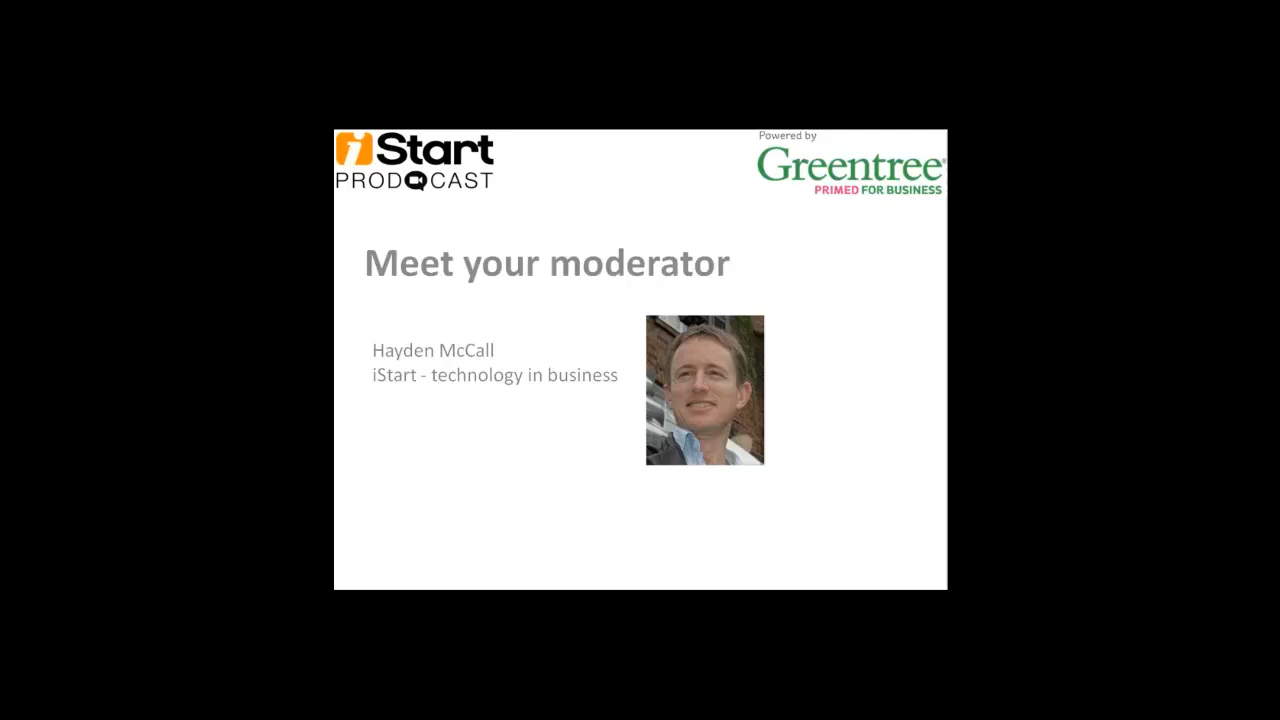 iStart
PRODCAST
Powered by
Greentree®
PRIMED FOR BUSINESS
Meet your moderator
Hayden McCall
iStart - technology in business